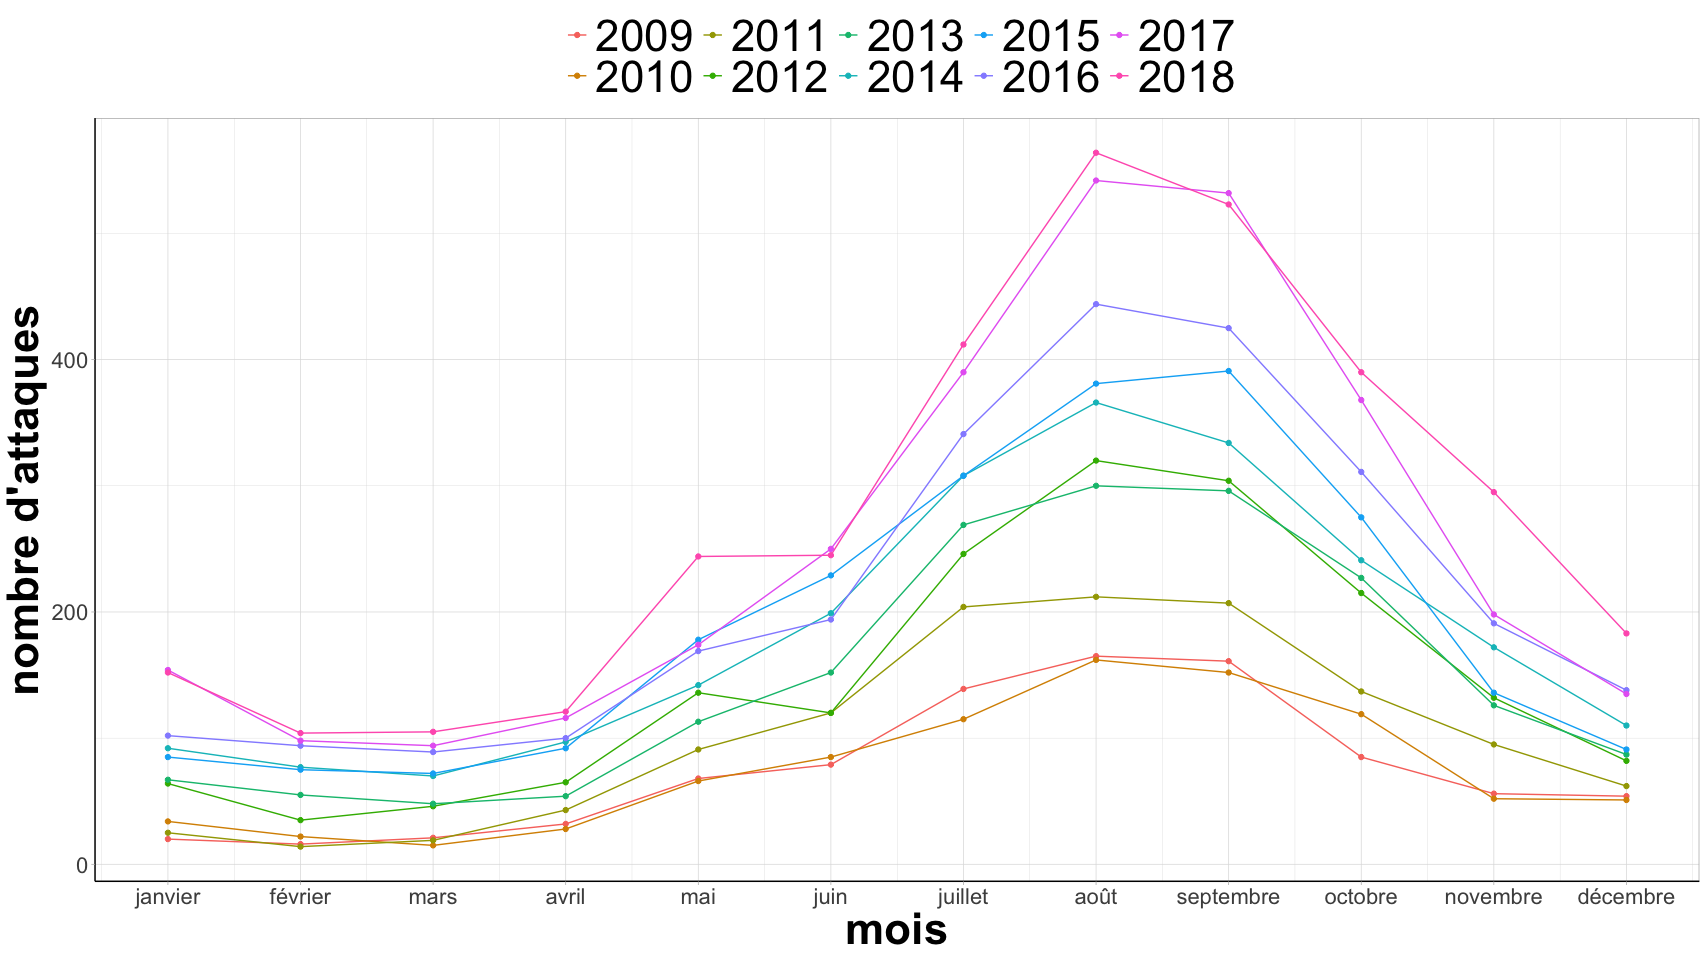 2009 2011 2013 2015 2017
2010 2012 2014 2016 2018
nombre d'attaques
400
200
0
janvier février mars avril mai juin juillet août septembre octobre novembre décembre
mois